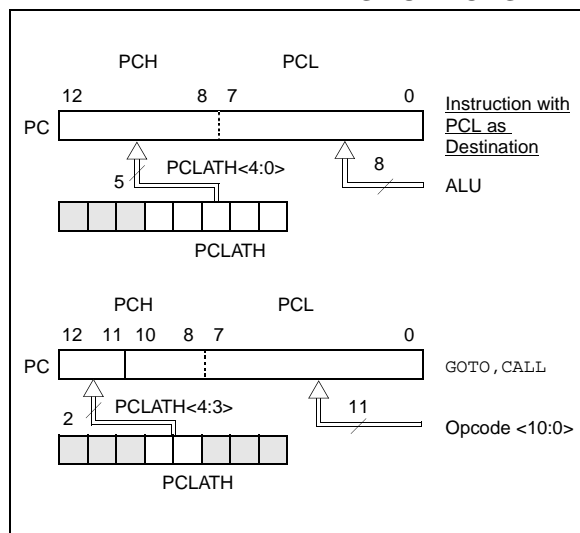 PCH PCL
12 8 7 0
Instruction with
PCL as
Destination
PC
5 PCLATH<4:0> 8
ALU
PCLATH
PCH PCL
12 11 10 8 7 0
PC GOTO,CALL
2 PCLATH<4:3> 11
Opcode <10:0>
PCLATH